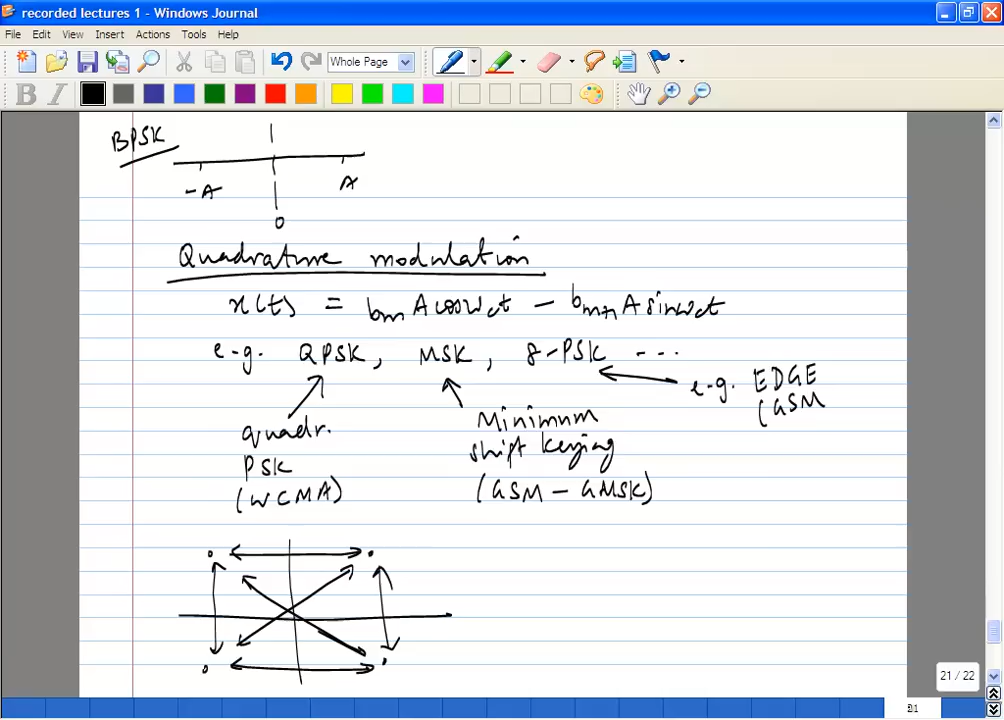 recorded lectures 1 - Windows Journal
File Edit View Insert Actions Tools Help
Whole Page
B I
BPSK
-A A
0
Quadrature modulation
x(t) = bm A cos ωct - bm+1 A sin ωct
e.g. QPSK, MSK, 8-PSK ...
e.g. EDGE
(GSM
quadr.
PSK
(WCMA)
Minimum
shift keying
(GSM - GMSK)
21 / 22
21